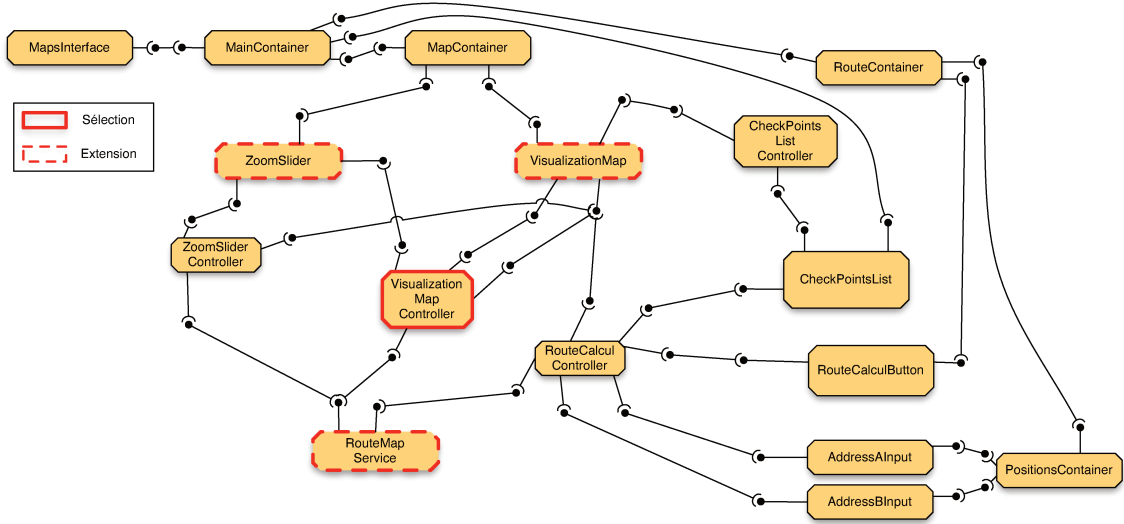 MapsInterface
MainContainer
MapContainer
RouteContainer
Sélection
Extension
ZoomSlider
VisualizationMap
CheckPoints
List
Controller
ZoomSlider
Controller
Visualization
Map
Controller
CheckPointsList
RouteCalcul
Controller
RouteCalculButton
RouteMap
Service
AddressAInput
PositionsContainer
AddressBInput